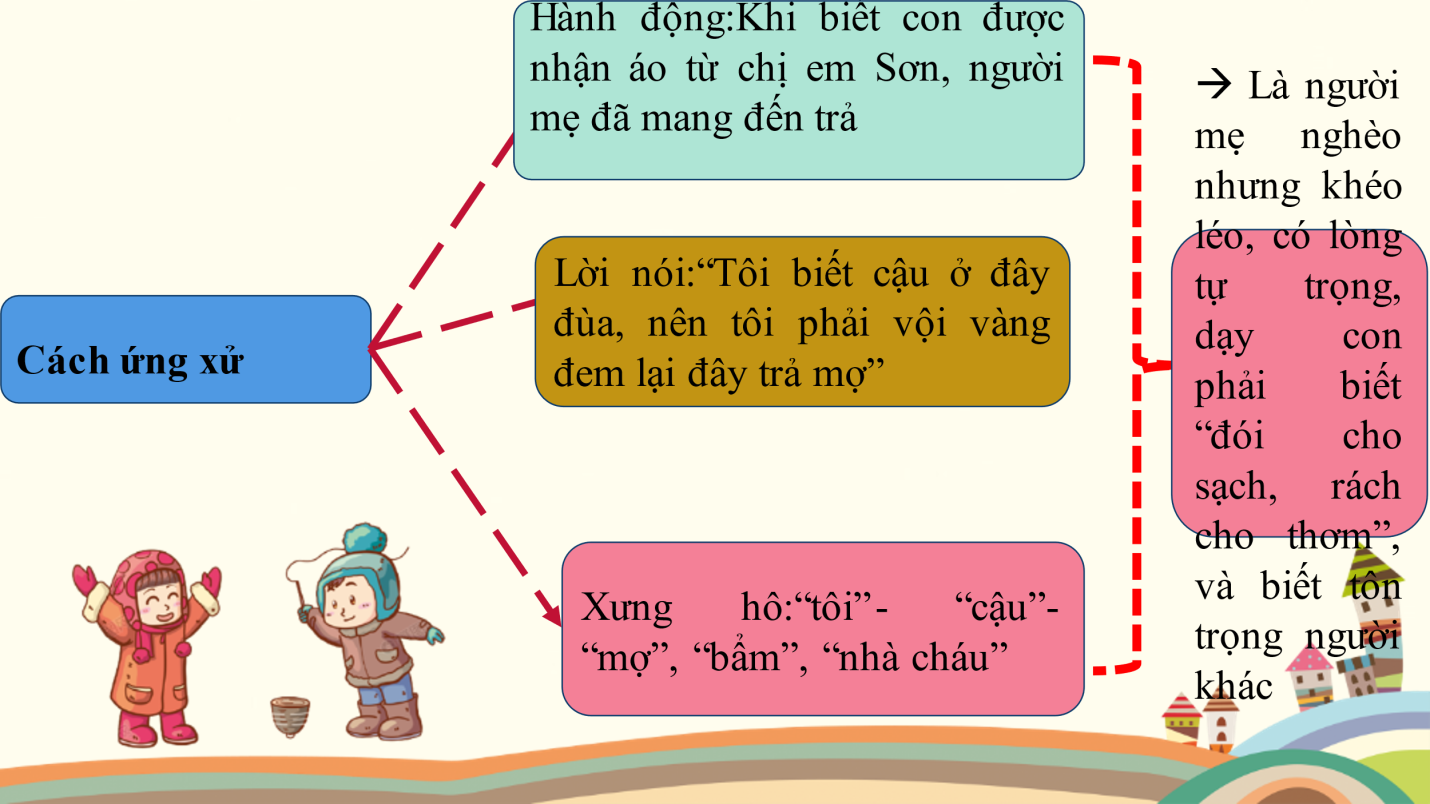 Hành động:Khi biết con được
nhận áo từ chị em Sơn, người
mẹ đã mang đến trả
Lời nói:“Tôi biết cậu ở đây
đùa, nên tôi phải vội vàng
đem lại đây trả mợ”
Cách ứng xử
Xưng hô:“tôi”- “cậu”-
“mợ”, “bẩm”, “nhà cháu”
→ Là người
mẹ nghèo
nhưng khéo
léo, có lòng
tự trọng,
dạy con
phải biết
“đói cho
sạch, rách
cho thơm”,
và biết tôn
trọng người
khác